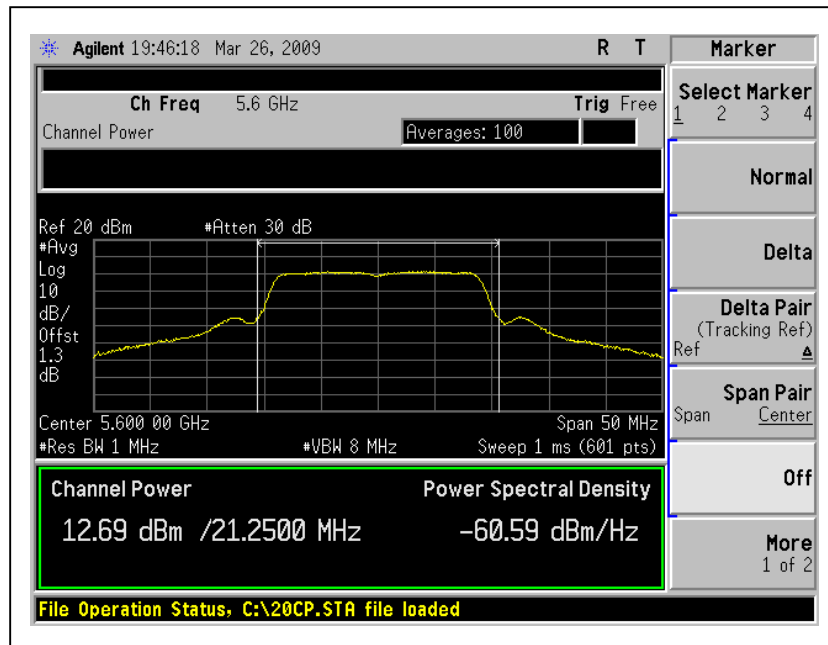 Agilent 19:46:18 Mar 26, 2009 R T
Ch Freq 5.6 GHz Trig Free
Channel Power Averages: 100
Ref 20 dBm #Atten 30 dB
#Avg
Log
10
dB/
Offst
1.3
dB
Center 5.600 00 GHz Span 50 MHz
#Res BW 1 MHz #VBW 8 MHz Sweep 1 ms (601 pts)
Channel Power Power Spectral Density
12.69 dBm /21.2500 MHz -60.59 dBm/Hz
File Operation Status, C:\20CP.STA file loaded
Marker
Select Marker
1 2 3 4
Normal
Delta
Delta Pair
(Tracking Ref)
Ref Δ
Span Pair
Span Center
Off
More
1 of 2